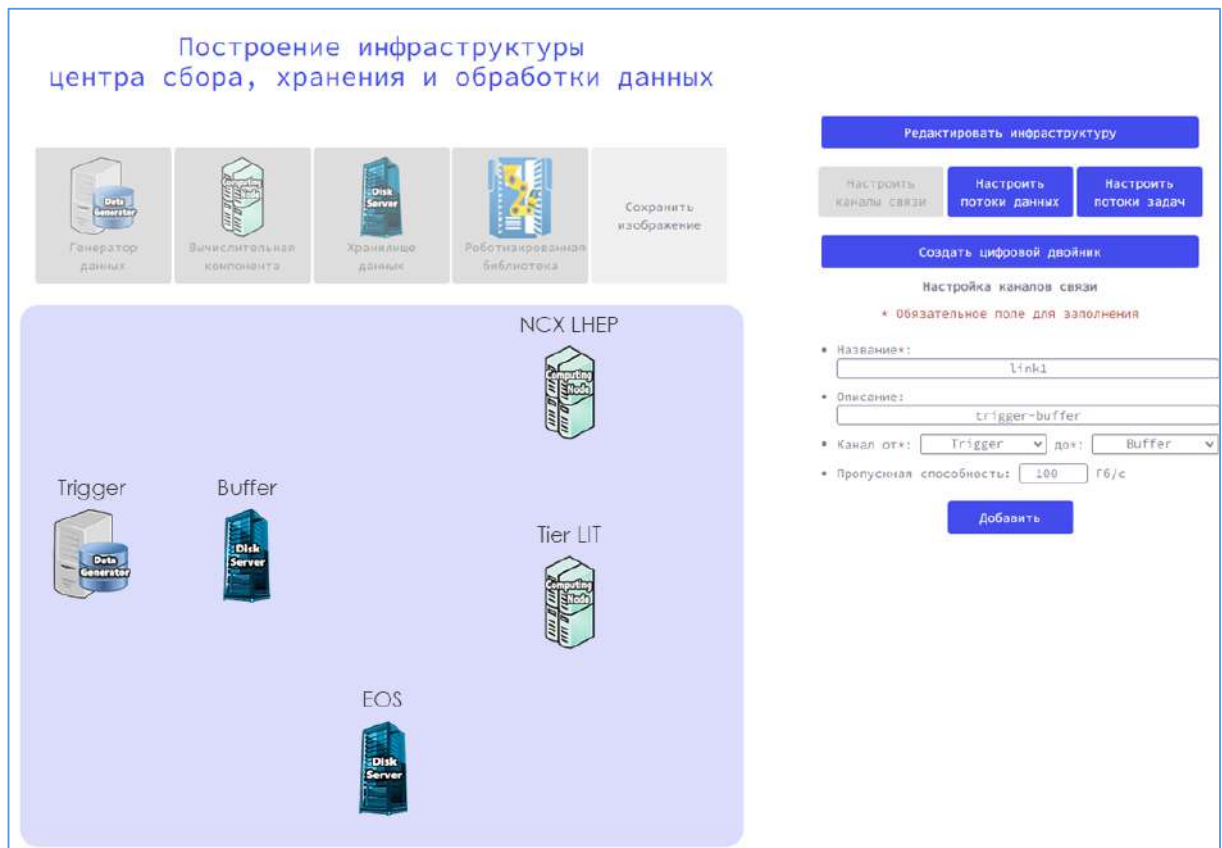 Построение инфраструктуры
центра сбора, хранения и обработки данных
Редактировать инфраструктуру
Data
Generator
Генератор
данных
Computing
Node
Вычислительная
компонента
Disk
Server
Хранилище
данных
Роботизированная
библиотека
Сохранить
изображение
Настроить
каналы связи
Настроить
потоки данных
Настроить
потоки задач
Создать цифровой двойник
Настройка каналов связи
* Обязательное поле для заполнения
• Название*:
link1
• Описание:
trigger-buffer
• Канал от*: Trigger до*: Buffer
• Пропускная способность: 100 Гб/с
Добавить
NCX LHEP
Computing
Node
Trigger
Data
Generator
Buffer
Disk
Server
Tier LIT
Computing
Node
EOS
Disk
Server